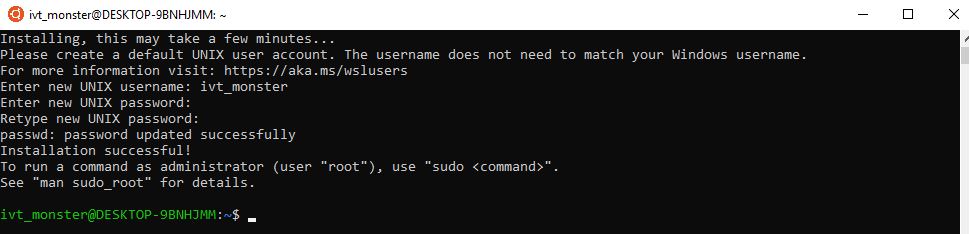 ivt_monster@DESKTOP-9BNHJMM: ~
Installing, this may take a few minutes...
Please create a default UNIX user account. The username does not need to match your Windows username.
For more information visit: https://aka.ms/wslusers
Enter new UNIX username: ivt_monster
Enter new UNIX password:
Retype new UNIX password:
passwd: password updated successfully
Installation successful!
To run a command as administrator (user "root"), use "sudo <command>".
See "man sudo_root" for details.
ivt_monster@DESKTOP-9BNHJMM:~$